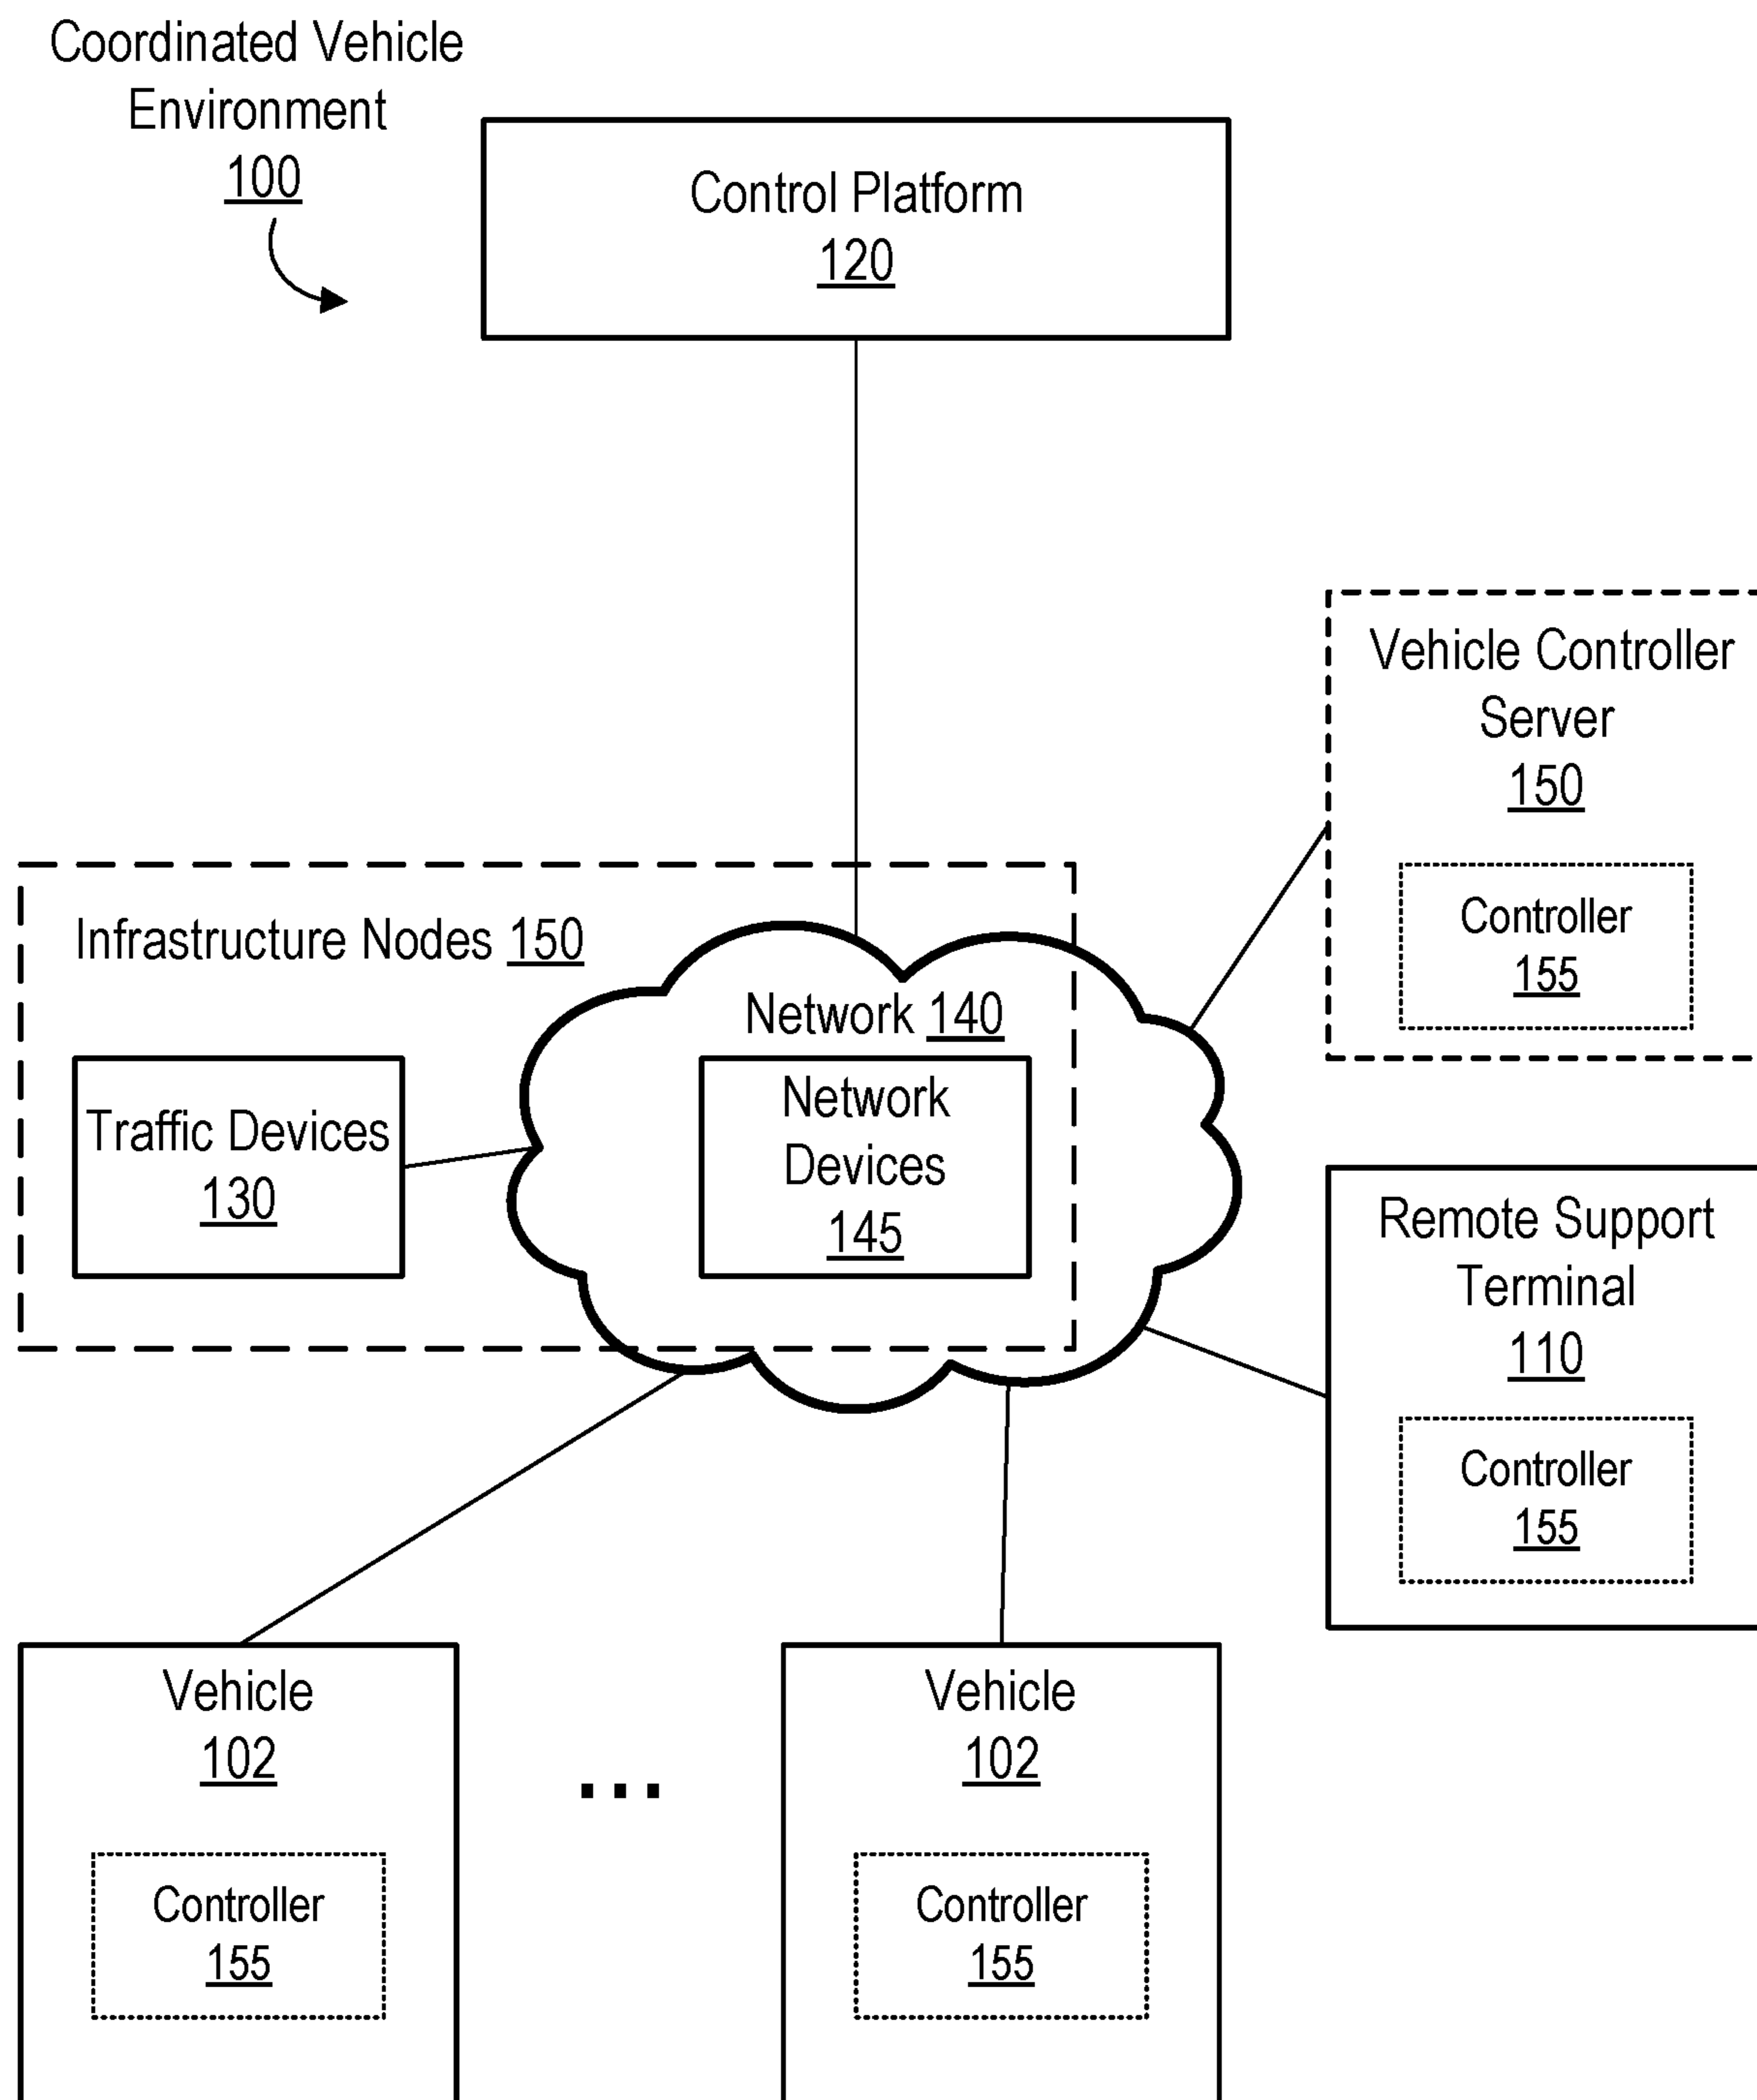 Coordinated Vehicle
Environment
100
Control Platform
120
Vehicle Controller
Server
150
Controller
155
Infrastructure Nodes 150
Network 140
Network
Devices
145
Traffic Devices
130
Remote Support
Terminal
110
Controller
155
Vehicle
102
Controller
155
...
Vehicle
102
Controller
155